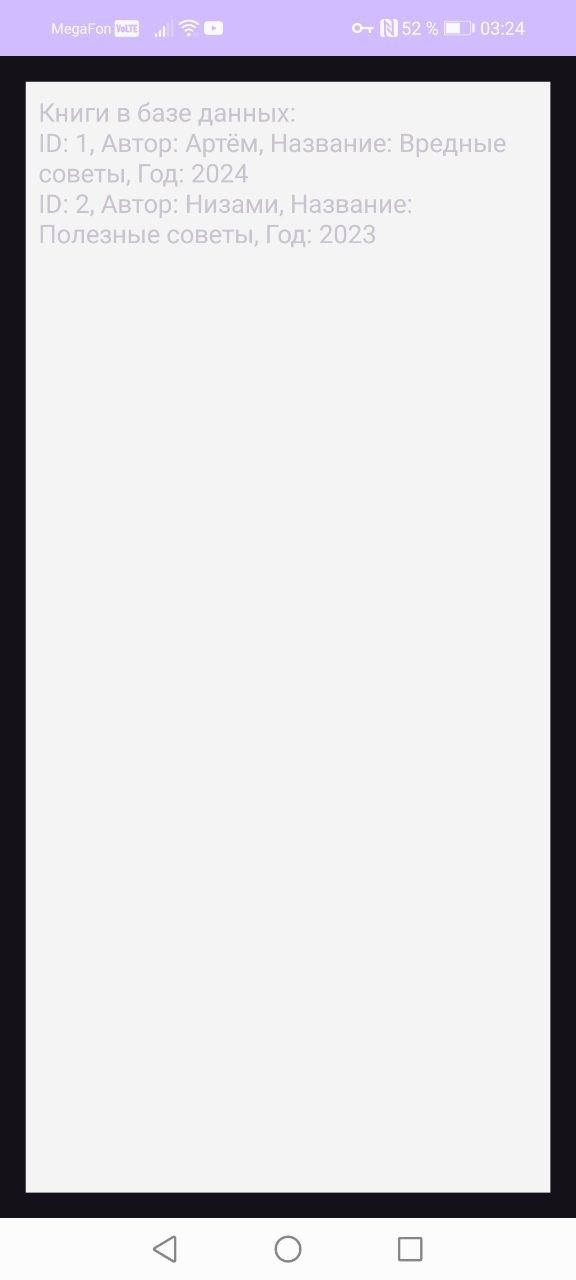 MegaFon VoLTE 52 % 03:24
Книги в базе данных:
ID: 1, Автор: Артём, Название: Вредные
советы, Год: 2024
ID: 2, Автор: Низами, Название:
Полезные советы, Год: 2023